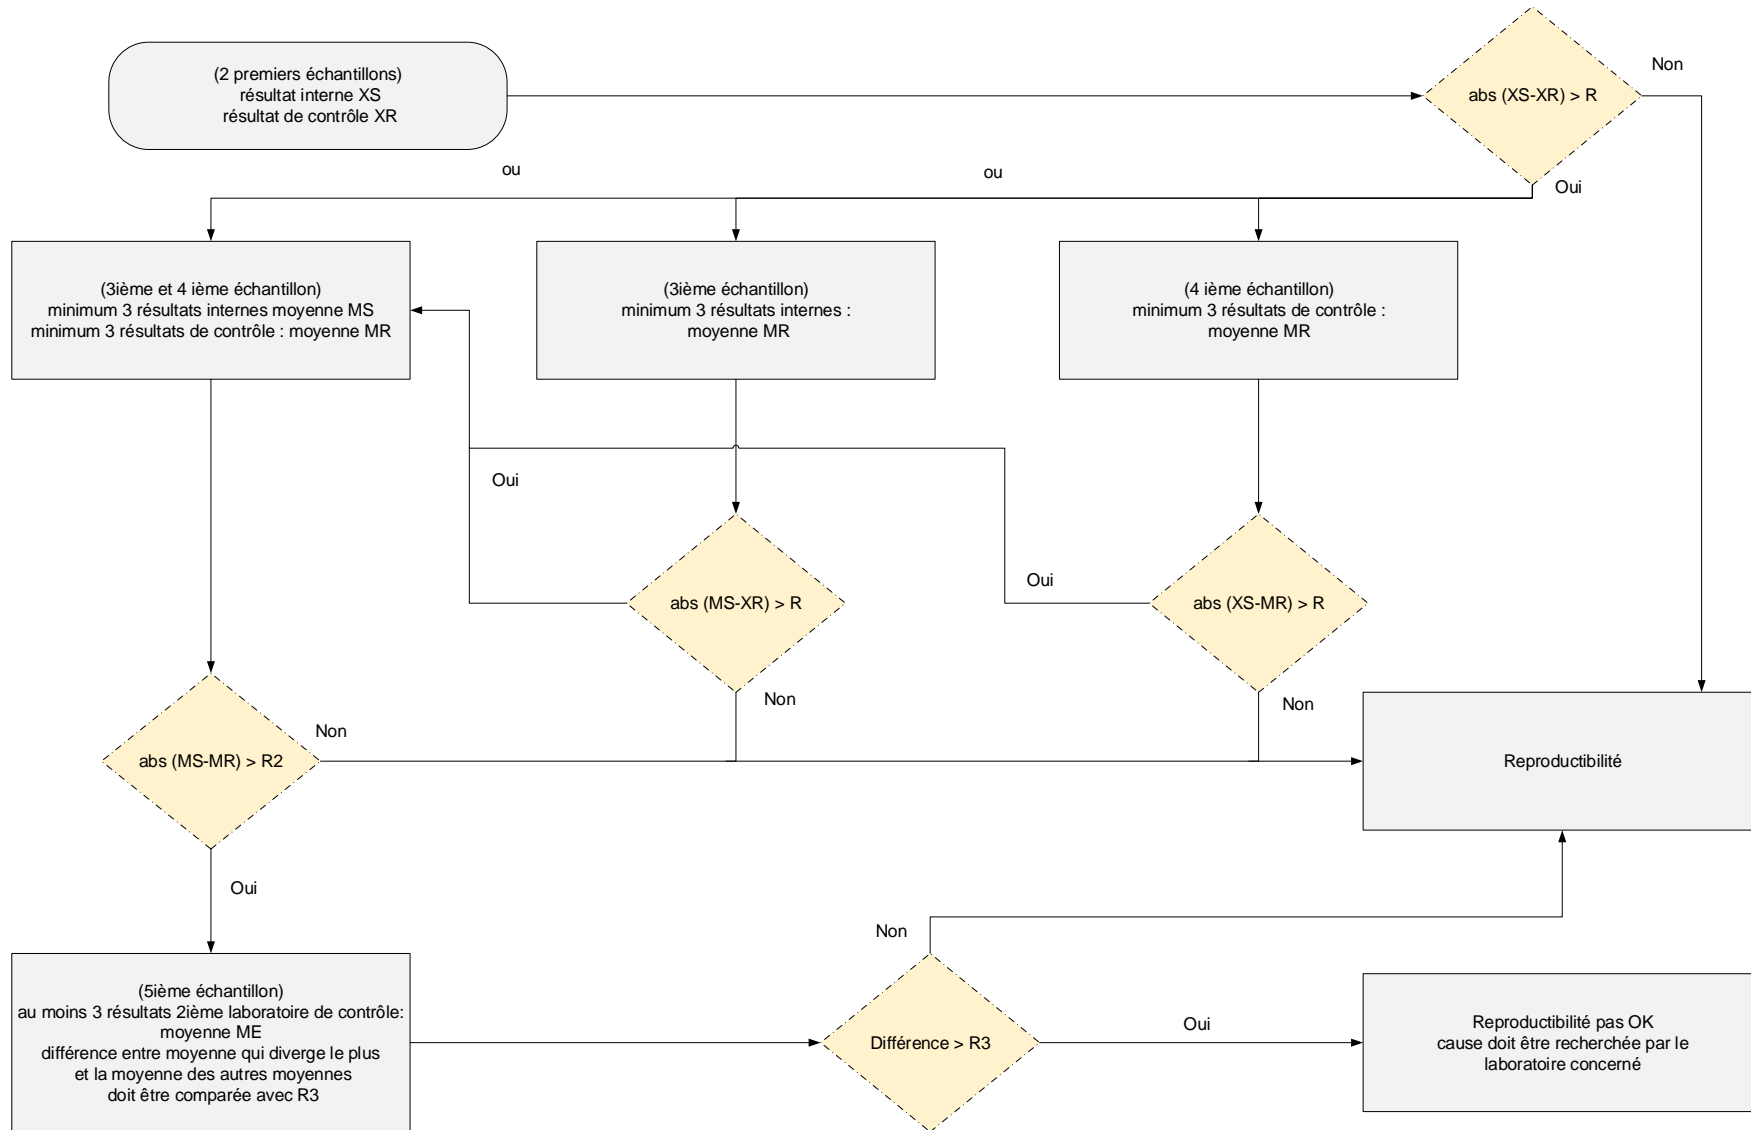 (2 premiers échantillons)
résultat interne XS
résultat de contrôle XR
abs (XS-XR) > R
Non
Oui
ou
ou
(3ième et 4 ième échantillon)
minimum 3 résultats internes moyenne MS
minimum 3 résultats de contrôle : moyenne MR
(3ième échantillon)
minimum 3 résultats internes :
moyenne MR
(4 ième échantillon)
minimum 3 résultats de contrôle :
moyenne MR
Oui
abs (MS-XR) > R
Oui
abs (XS-MR) > R
Non
Non
abs (MS-MR) > R2
Non
Reproductibilité
Oui
(5ième échantillon)
au moins 3 résultats 2ième laboratoire de contrôle:
moyenne ME
différence entre moyenne qui diverge le plus
et la moyenne des autres moyennes
doit être comparée avec R3
Non
Différence > R3
Oui
Reproductibilité pas OK
cause doit être recherchée par le
laboratoire concerné